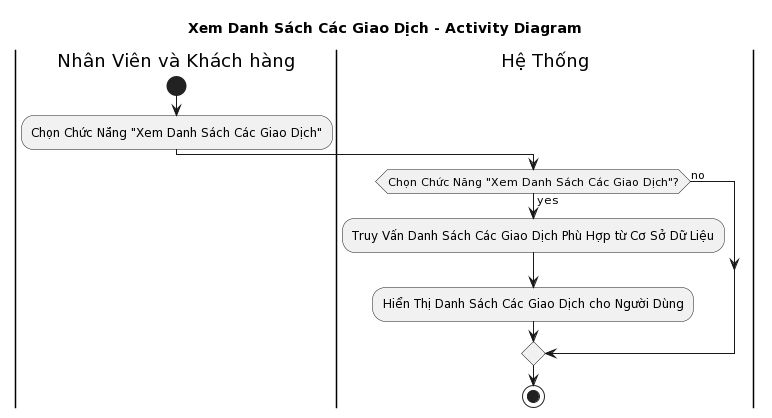 Xem Danh Sách Các Giao Dịch - Activity Diagram
Nhân Viên và Khách hàng
Hệ Thống
Chọn Chức Năng "Xem Danh Sách Các Giao Dịch"
Chọn Chức Năng "Xem Danh Sách Các Giao Dịch"?
no
yes
Truy Vấn Danh Sách Các Giao Dịch Phù Hợp từ Cơ Sở Dữ Liệu
Hiển Thị Danh Sách Các Giao Dịch cho Người Dùng